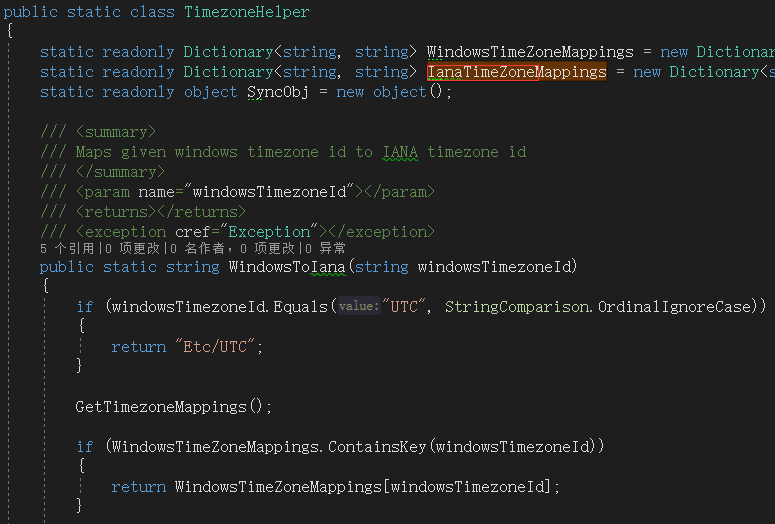 public static class TimezoneHelper
{
static readonly Dictionary<string, string> WindowsTimeZoneMappings = new Dictionar
static readonly Dictionary<string, string> IanaTimeZoneMappings = new Dictionary<s
static readonly object SyncObj = new object();
/// <summary>
/// Maps given windows timezone id to IANA timezone id
/// </summary>
/// <param name="windowsTimezoneId"></param>
/// <returns></returns>
/// <exception cref="Exception"></exception>
5 个引用|0 项更改|0 名作者，0 项更改|0 异常
public static string WindowsToIana(string windowsTimezoneId)
{
if (windowsTimezoneId.Equals(value:"UTC", StringComparison.OrdinalIgnoreCase))
{
return "Etc/UTC";
}
GetTimezoneMappings();
if (WindowsTimeZoneMappings.ContainsKey(windowsTimezoneId))
{
return WindowsTimeZoneMappings[windowsTimezoneId];
}